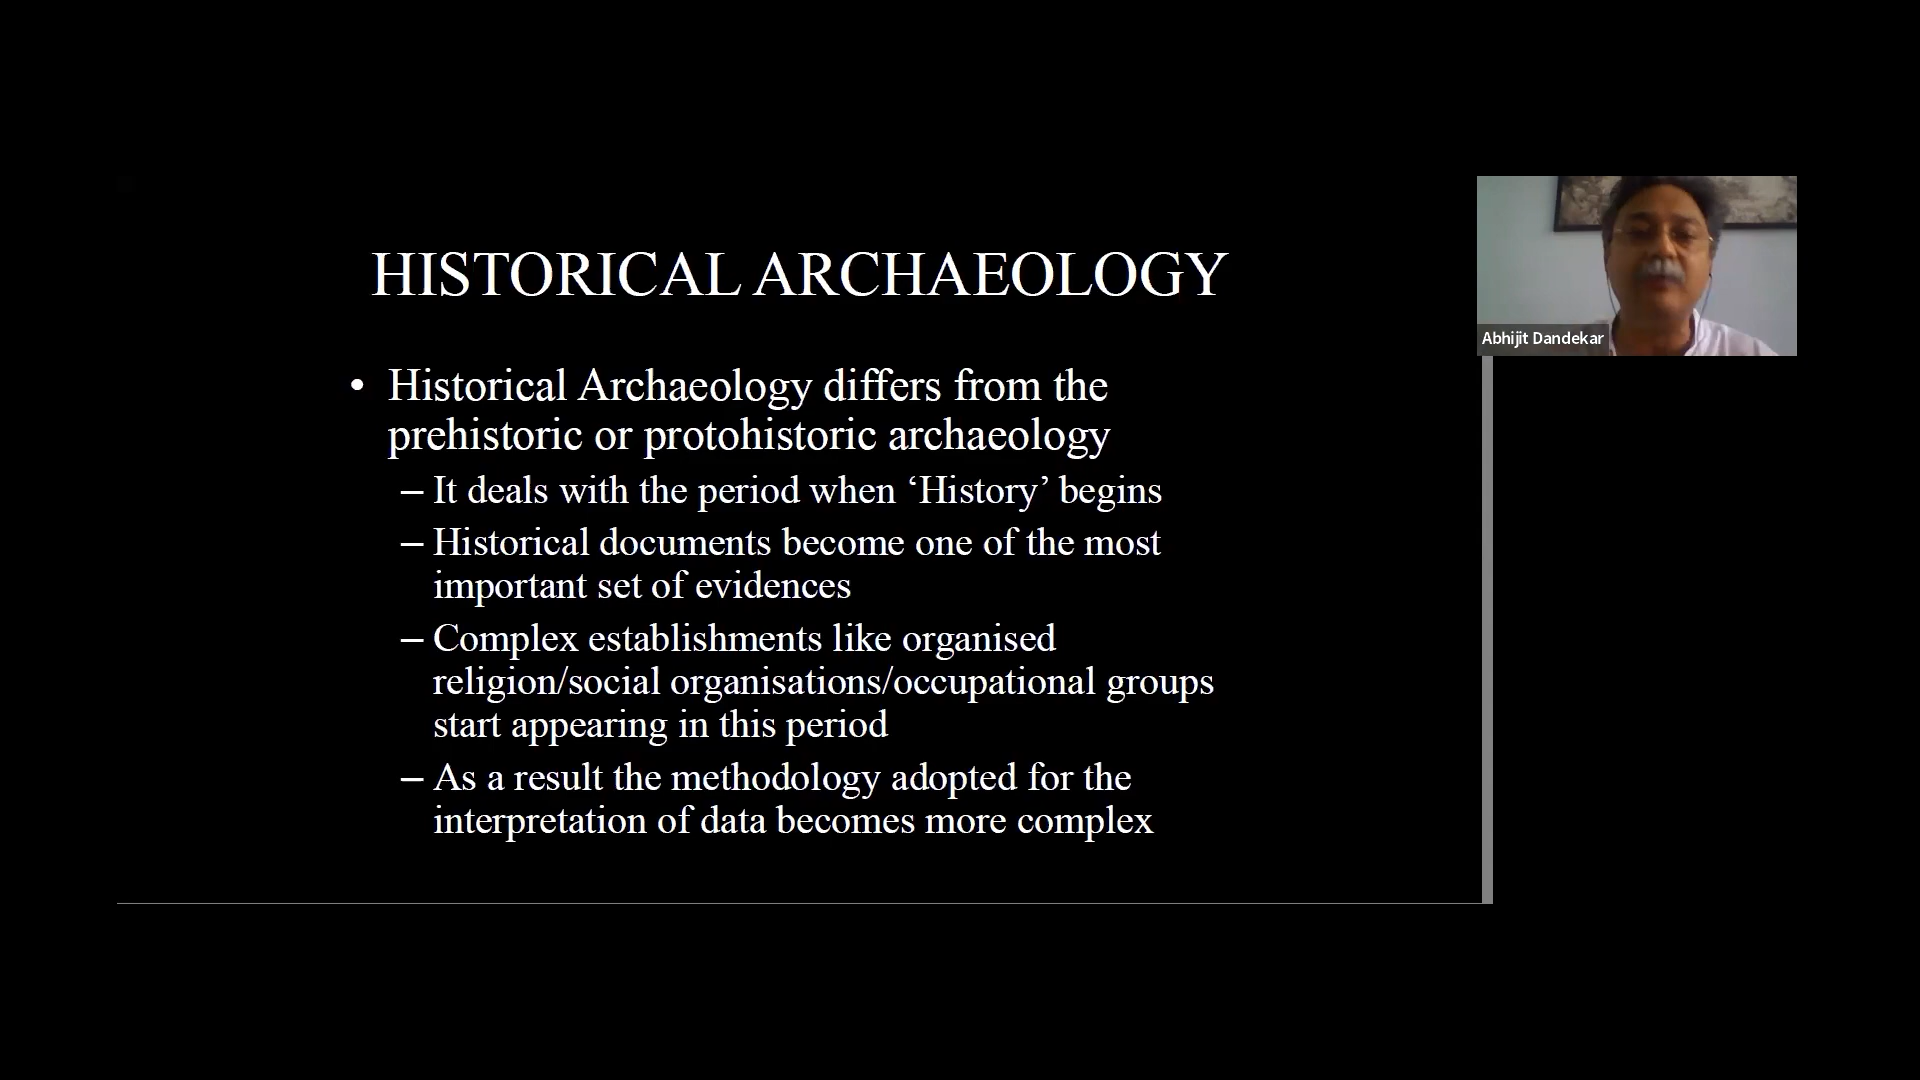 HISTORICAL ARCHAEOLOGY
• Historical Archaeology differs from the
prehistoric or protohistoric archaeology
– It deals with the period when ‘History’ begins
– Historical documents become one of the most
important set of evidences
– Complex establishments like organised
religion/social organisations/occupational groups
start appearing in this period
– As a result the methodology adopted for the
interpretation of data becomes more complex
Abhijit Dandekar